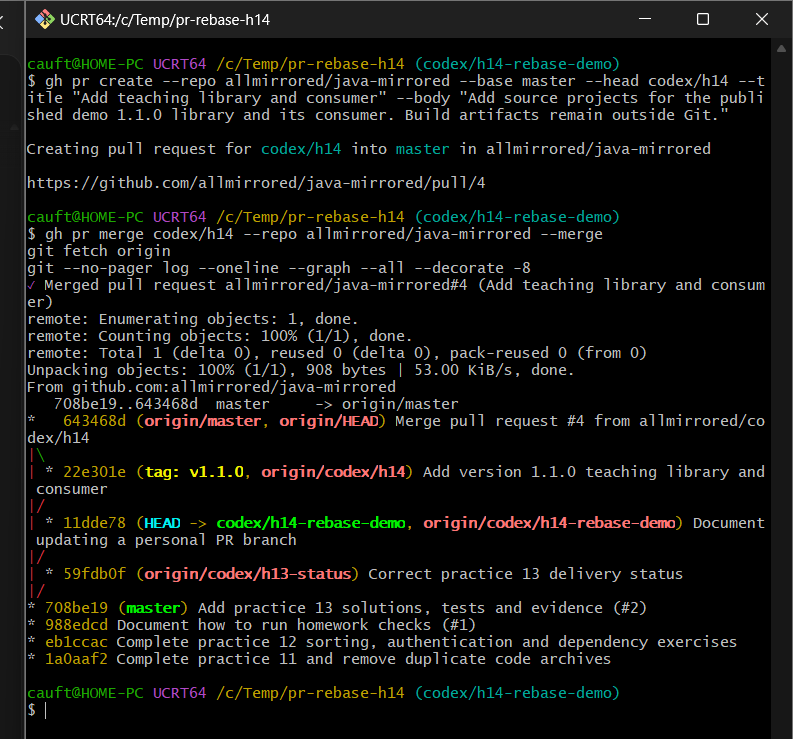 UCRT64:/c/Temp/pr-rebase-h14
cauft@HOME-PC UCRT64 /c/Temp/pr-rebase-h14 (codex/h14-rebase-demo)
$ gh pr create --repo allmirrored/java-mirrored --base master --head codex/h14 --t
itle "Add teaching library and consumer" --body "Add source projects for the publi
shed demo 1.1.0 library and its consumer. Build artifacts remain outside Git."
Creating pull request for codex/h14 into master in allmirrored/java-mirrored
https://github.com/allmirrored/java-mirrored/pull/4
cauft@HOME-PC UCRT64 /c/Temp/pr-rebase-h14 (codex/h14-rebase-demo)
$ gh pr merge codex/h14 --repo allmirrored/java-mirrored --merge
git fetch origin
git --no-pager log --oneline --graph --all --decorate -8
✓ Merged pull request allmirrored/java-mirrored#4 (Add teaching library and consum
er)
remote: Enumerating objects: 1, done.
remote: Counting objects: 100% (1/1), done.
remote: Total 1 (delta 0), reused 0 (delta 0), pack-reused 0 (from 0)
Unpacking objects: 100% (1/1), 908 bytes | 53.00 KiB/s, done.
From github.com:allmirrored/java-mirrored
   708be19..643468d  master     -> origin/master
*   643468d (origin/master, origin/HEAD) Merge pull request #4 from allmirrored/co
dex/h14
|\
| * 22e301e (tag: v1.1.0, origin/codex/h14) Add version 1.1.0 teaching library and
 consumer
|/
| * 11dde78 (HEAD -> codex/h14-rebase-demo, origin/codex/h14-rebase-demo) Document
 updating a personal PR branch
|/
| * 59fdb0f (origin/codex/h13-status) Correct practice 13 delivery status
|/
* 708be19 (master) Add practice 13 solutions, tests and evidence (#2)
* 988edcd Document how to run homework checks (#1)
* eb1ccac Complete practice 12 sorting, authentication and dependency exercises
* 1a0aaf2 Complete practice 11 and remove duplicate code archives
cauft@HOME-PC UCRT64 /c/Temp/pr-rebase-h14 (codex/h14-rebase-demo)
$